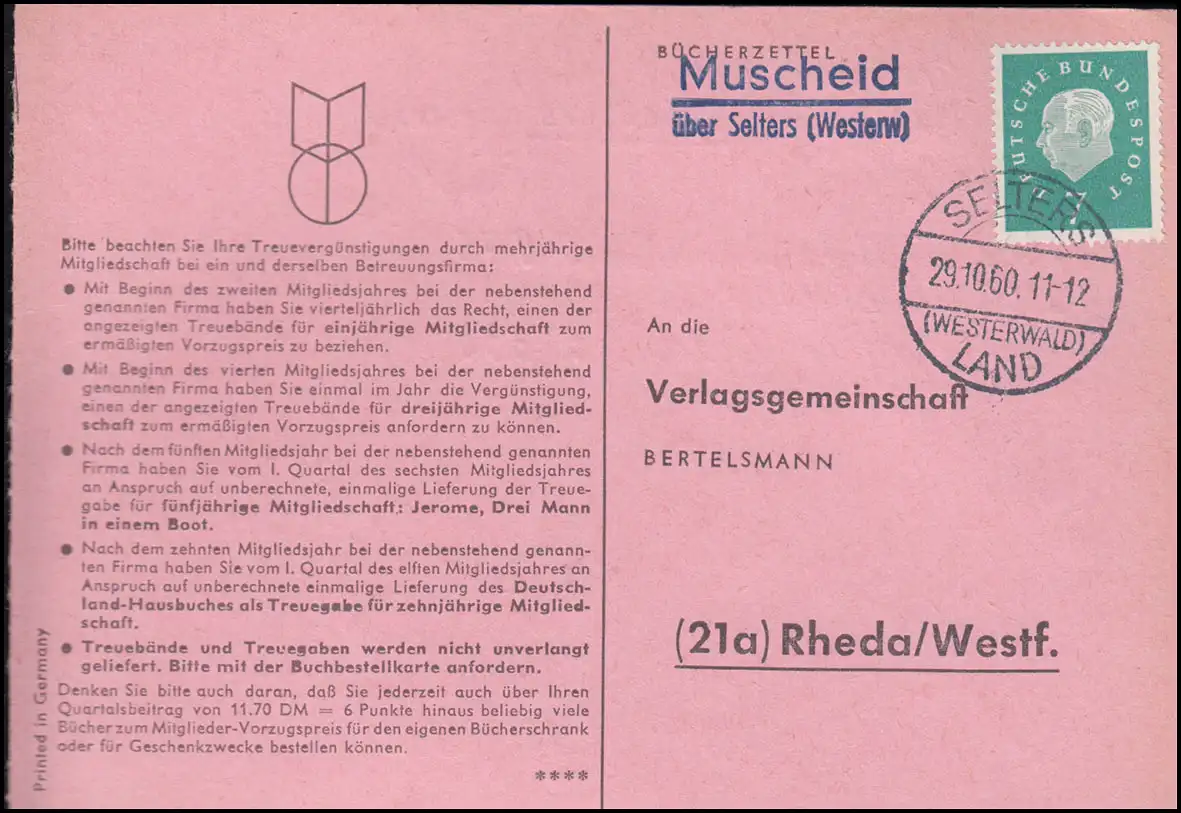 Bitte beachten Sie Ihre Treuevergünstigungen durch mehrjährige
Mitgliedschaft bei ein und derselben Betreuungsfirma:
● Mit Beginn des zweiten Mitgliedsjahres bei der nebenstehend
genannten Firma haben Sie vierteljährlich das Recht, einen der
angezeigten Treuebände für einjährige Mitgliedschaft zum
ermäßigten Vorzugspreis zu beziehen.
● Mit Beginn des vierten Mitgliedsjahres bei der nebenstehend
genannten Firma haben Sie einmal im Jahr die Vergünstigung,
einen der angezeigten Treuebände für dreijährige Mitglied-
schaft zum ermäßigten Vorzugspreis anfordern zu können.
● Nach dem fünften Mitgliedsjahr bei der nebenstehend genannten
Firma haben Sie vom I. Quartal des sechsten Mitgliedsjahres
an Anspruch auf unberechnete, einmalige Lieferung der Treue-
gabe für fünfjährige Mitgliedschaft: Jerome, Drei Mann
in einem Boot.
● Nach dem zehnten Mitgliedsjahr bei der nebenstehend genann-
ten Firma haben Sie vom I. Quartal des elften Mitgliedsjahres an
Anspruch auf unberechnete einmalige Lieferung des Deutsch-
land-Hausbuches als Treuegabe für zehnjährige Mitglied-
schaft.
● Treuebände und Treuegaben werden nicht unverlangt
geliefert. Bitte mit der Buchbestellkarte anfordern.
Denken Sie bitte auch daran, daß Sie jederzeit auch über Ihren
Quartalsbeitrag von 11.70 DM = 6 Punkte hinaus beliebig viele
Bücher zum Mitglieder-Vorzugspreis für den eigenen Bücherschrank
oder für Geschenkzwecke bestellen können.
****
Printed in Germany
BÜCHERZETTEL
Muscheid
über Selters (Westerw)
DEUTSCHE BUNDESPOST
7
SELTERS
29.10.60. 11-12
(WESTERWALD)
LAND
An die
Verlagsgemeinschaft
BERTELSMANN
(21a) Rheda/Westf.